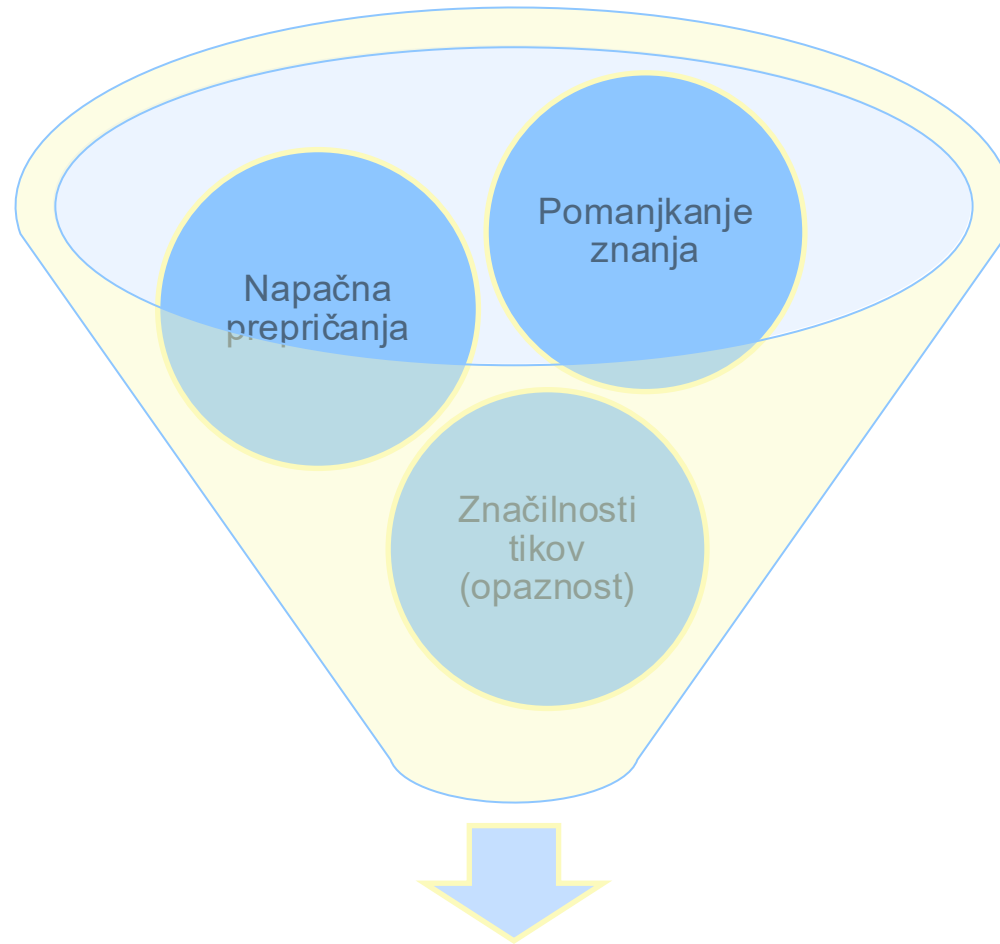 Pomanjkanje
znanja
Napačna
prepričanja
Značilnosti
tikov
(opaznost)